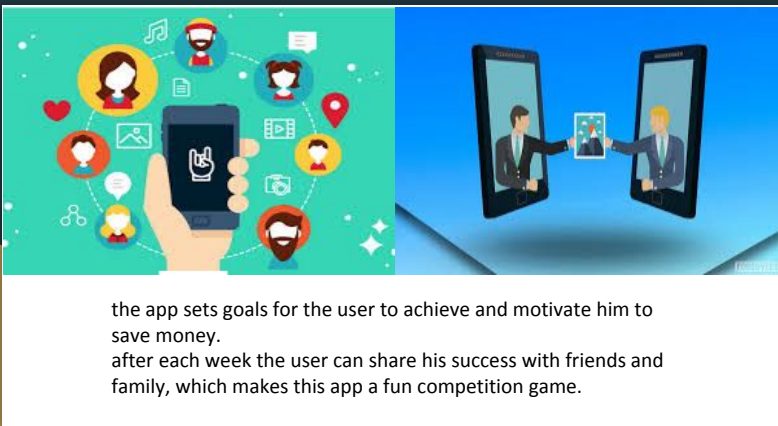 the app sets goals for the user to achieve and motivate him to
save money.
after each week the user can share his success with friends and
family, which makes this app a fun competition game.